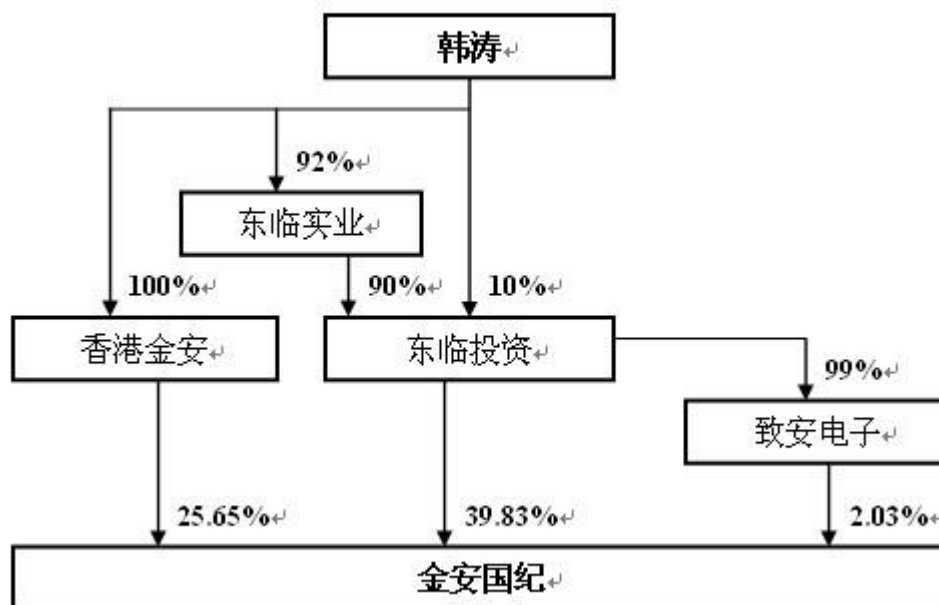 韩涛
92%
东临实业
100%
90%
10%
香港金安
东临投资
99%
致安电子
25.65%
39.83%
2.03%
金安国纪